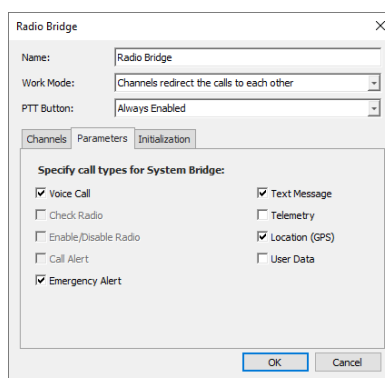 Radio Bridge
Name: Radio Bridge
Work Mode: Channels redirect the calls to each other
PTT Button: Always Enabled
Channels Parameters Initialization
Specify call types for System Bridge:
Voice Call Text Message
Check Radio Telemetry
Enable/Disable Radio Location (GPS)
Call Alert User Data
Emergency Alert
OK Cancel